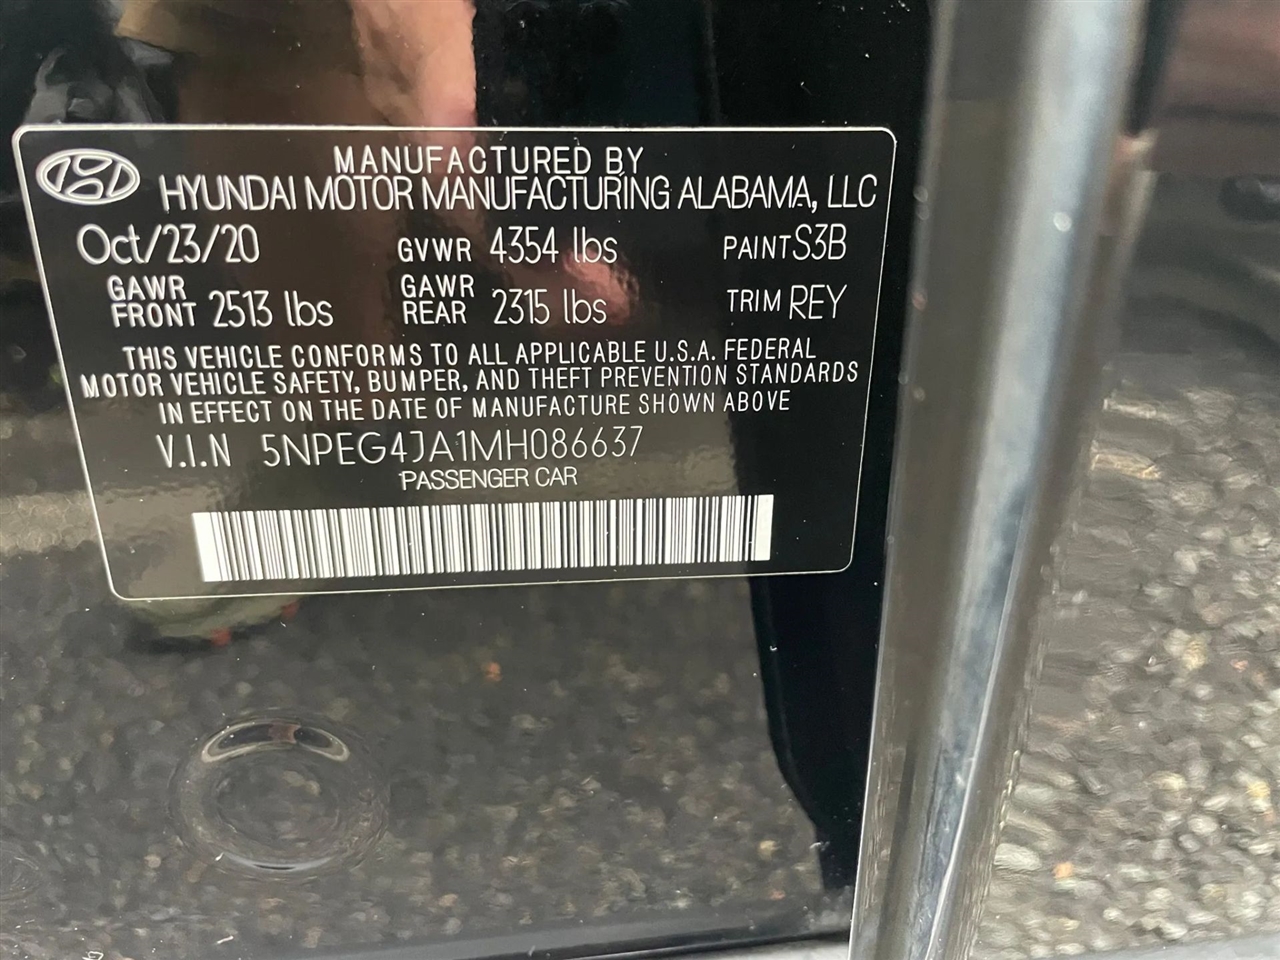 MANUFACTURED BY
HYUNDAI MOTOR MANUFACTURING ALABAMA, LLC
Oct/23/20 GVWR 4354 lbs PAINT S3B
GAWR FRONT 2513 lbs GAWR REAR 2315 lbs TRIM REY
THIS VEHICLE CONFORMS TO ALL APPLICABLE U.S.A. FEDERAL
MOTOR VEHICLE SAFETY, BUMPER, AND THEFT PREVENTION STANDARDS
IN EFFECT ON THE DATE OF MANUFACTURE SHOWN ABOVE
V.I.N 5NPEG4JA1MH086637
PASSENGER CAR